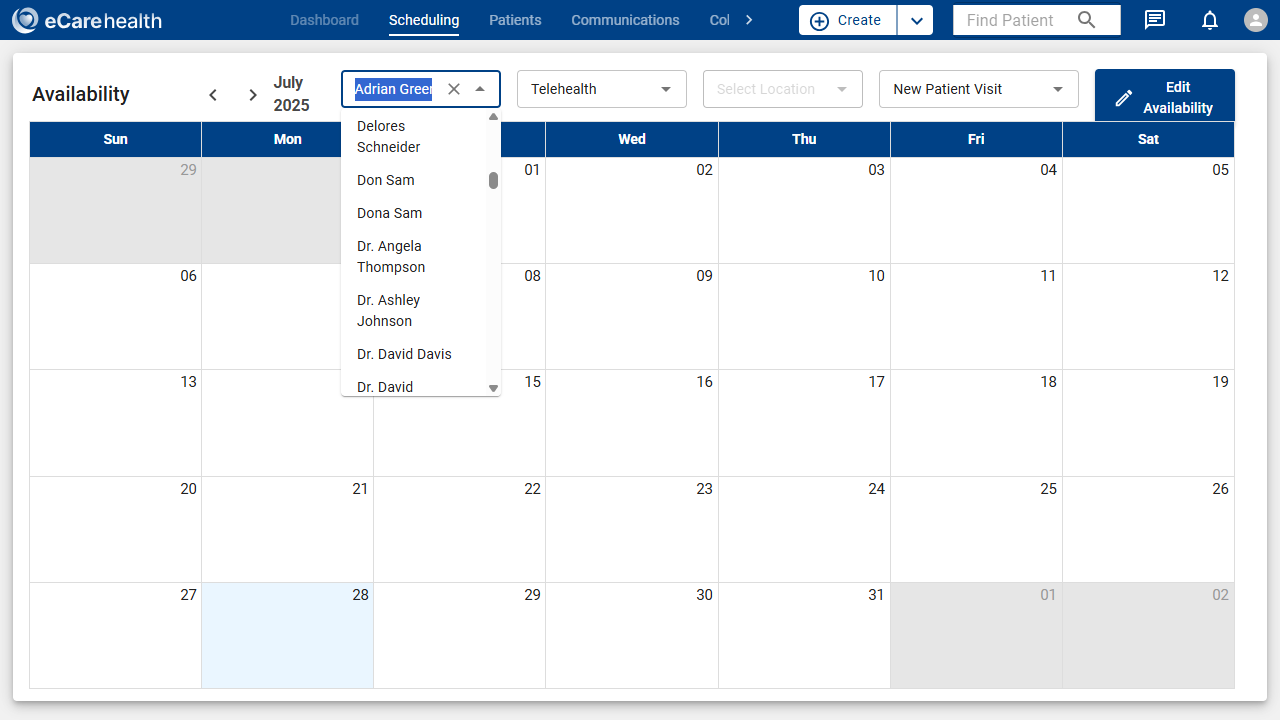 eCarehealth
Dashboard
Scheduling
Patients
Communications
Create
Find Patient
Availability
July
2025
Adrian Green
Telehealth
Select Location
New Patient Visit
Edit
Availability
Delores
Schneider
Don Sam
Dona Sam
Dr. Angela
Thompson
Dr. Ashley
Johnson
Dr. David Davis
Dr. David
Sun Mon Wed Thu Fri Sat
29 01 02 03 04 05
06 08 09 10 11 12
13 15 16 17 18 19
20 21 22 23 24 25 26
27 28 29 30 31 01 02